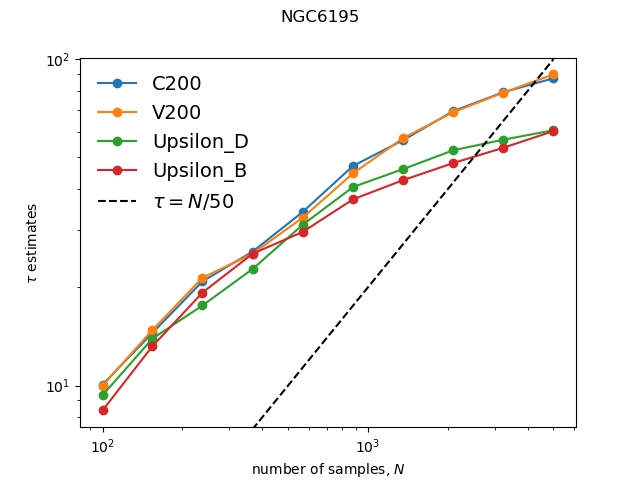 NGC6195
10²
C200
V200
Upsilon_D
Upsilon_B
τ = N/50
τ estimates
10¹
10² 10³
number of samples, N